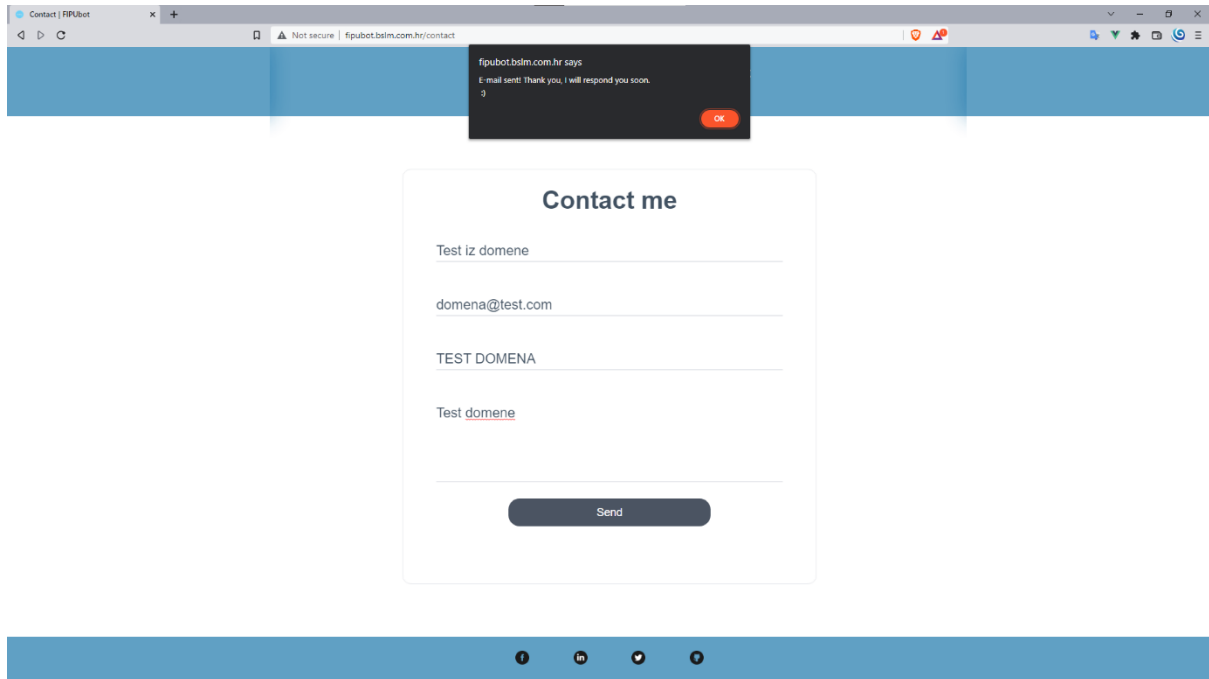 Contact | FIPUbot
Not secure | fipubot.bslm.com.hr/contact
fipubot.bslm.com.hr says
E-mail sent! Thank you, I will respond you soon.
:)
OK
Contact me
Test iz domene
domena@test.com
TEST DOMENA
Test domene
Send